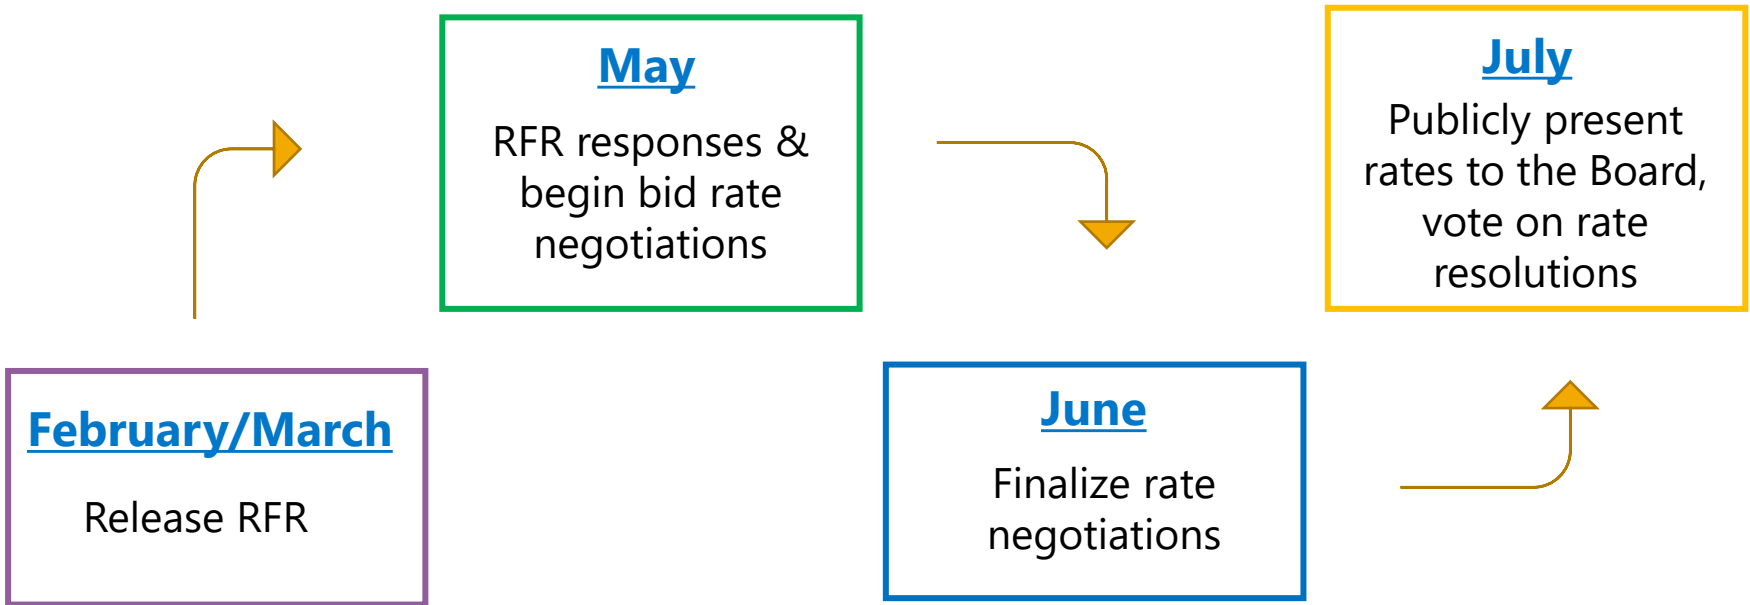 February/March
Release RFR
May
RFR responses &
begin bid rate
negotiations
June
Finalize rate
negotiations
July
Publicly present
rates to the Board,
vote on rate
resolutions